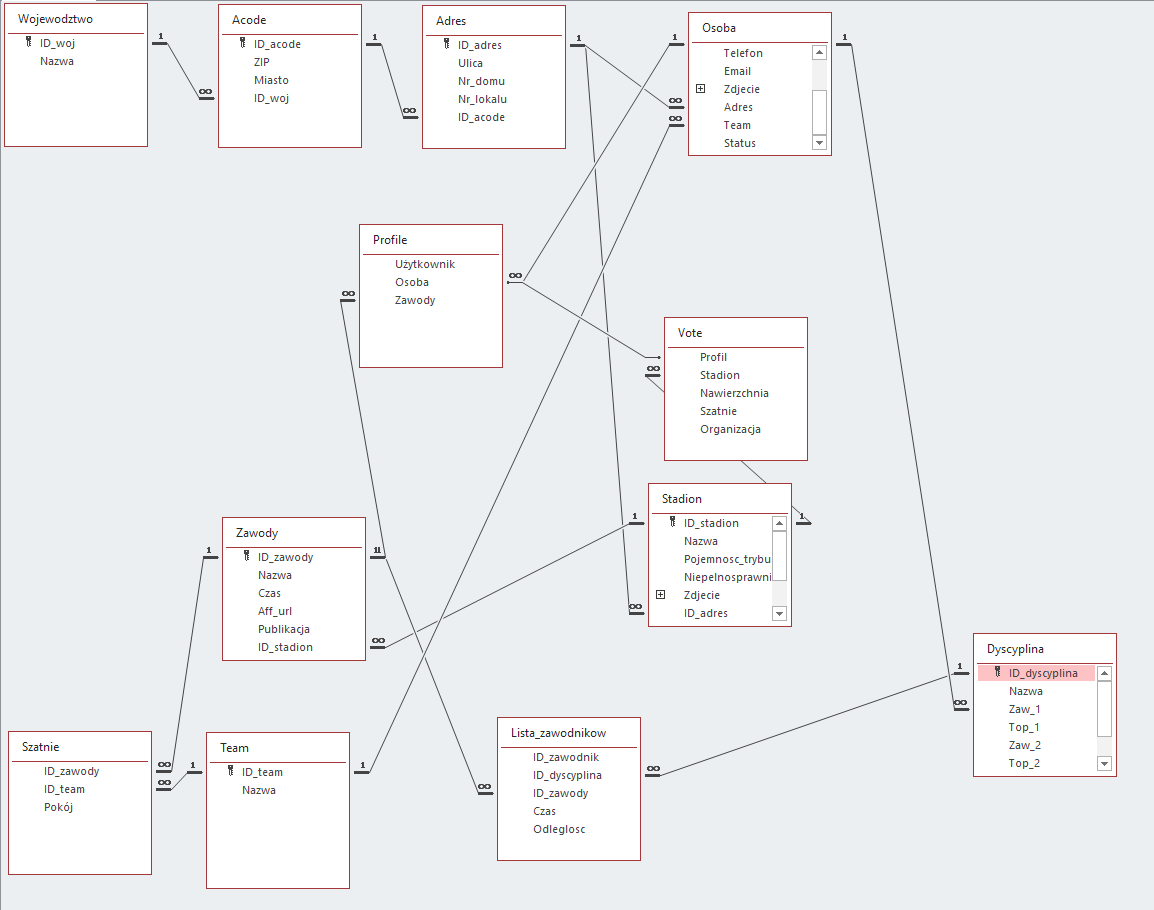 Wojewodztwo
ID_woj
Nazwa
1
∞
Acode
ID_acode
ZIP
Miasto
ID_woj
1
∞
Adres
ID_adres
Ulica
Nr_domu
Nr_lokalu
ID_acode
1
1
∞
∞
Osoba
Telefon
Email
Zdjecie
Adres
Team
Status
1
Profile
Użytkownik
Osoba
Zawody
∞
∞
Vote
Profil
Stadion
Nawierzchnia
Szatnie
Organizacja
∞
Stadion
ID_stadion
Nazwa
Pojemnosc_trybu
Niepelnosprawni
Zdjecie
ID_adres
1
1
∞
Zawody
ID_zawody
Nazwa
Czas
Aff_url
Publikacja
ID_stadion
1
11
∞
Dyscyplina
ID_dyscyplina
Nazwa
Zaw_1
Top_1
Zaw_2
Top_2
1
∞
Szatnie
ID_zawody
ID_team
Pokój
∞
∞
Team
ID_team
Nazwa
1
1
Lista_zawodnikow
ID_zawodnik
ID_dyscyplina
ID_zawody
Czas
Odleglosc
∞
∞